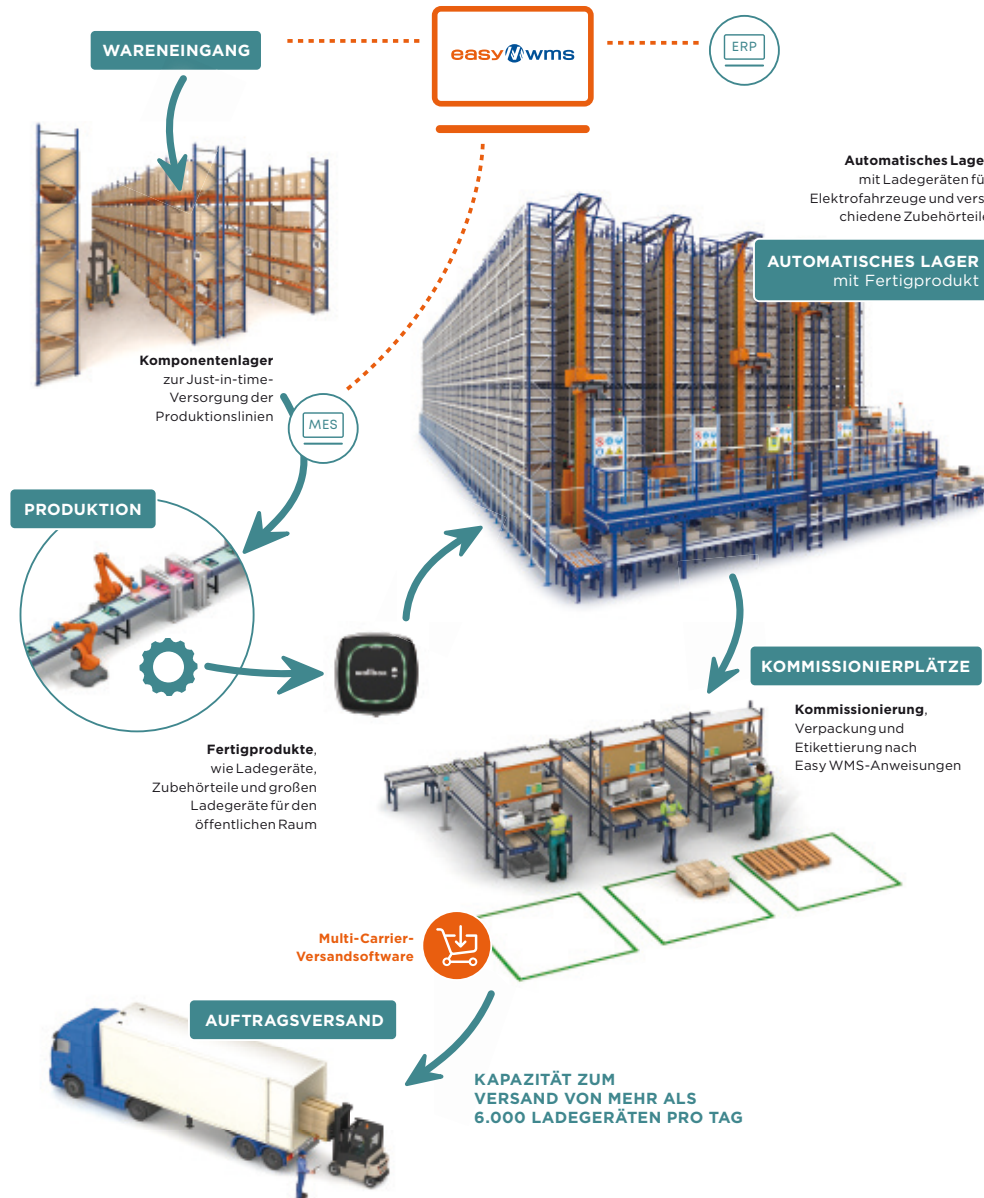 WARENEINGANG
easy wms
ERP
Automatisches Lage
mit Ladegeräten fü
Elektrofahrzeuge und vers
chiedene Zubehörteile
AUTOMATISCHES LAGER
mit Fertigprodukt
Komponentenlager
zur Just-in-time-
Versorgung der
Produktionslinien
MES
PRODUKTION
wallbox
KOMMISSIONIERPLÄTZE
Kommissionierung,
Verpackung und
Etikettierung nach
Easy WMS-Anweisungen
Fertigprodukte,
wie Ladegeräte,
Zubehörteile und großen
Ladegeräte für den
öffentlichen Raum
Multi-Carrier-
Versandsoftware
AUFTRAGSVERSAND
KAPAZITÄT ZUM
VERSAND VON MEHR ALS
6.000 LADEGERÄTEN PRO TAG